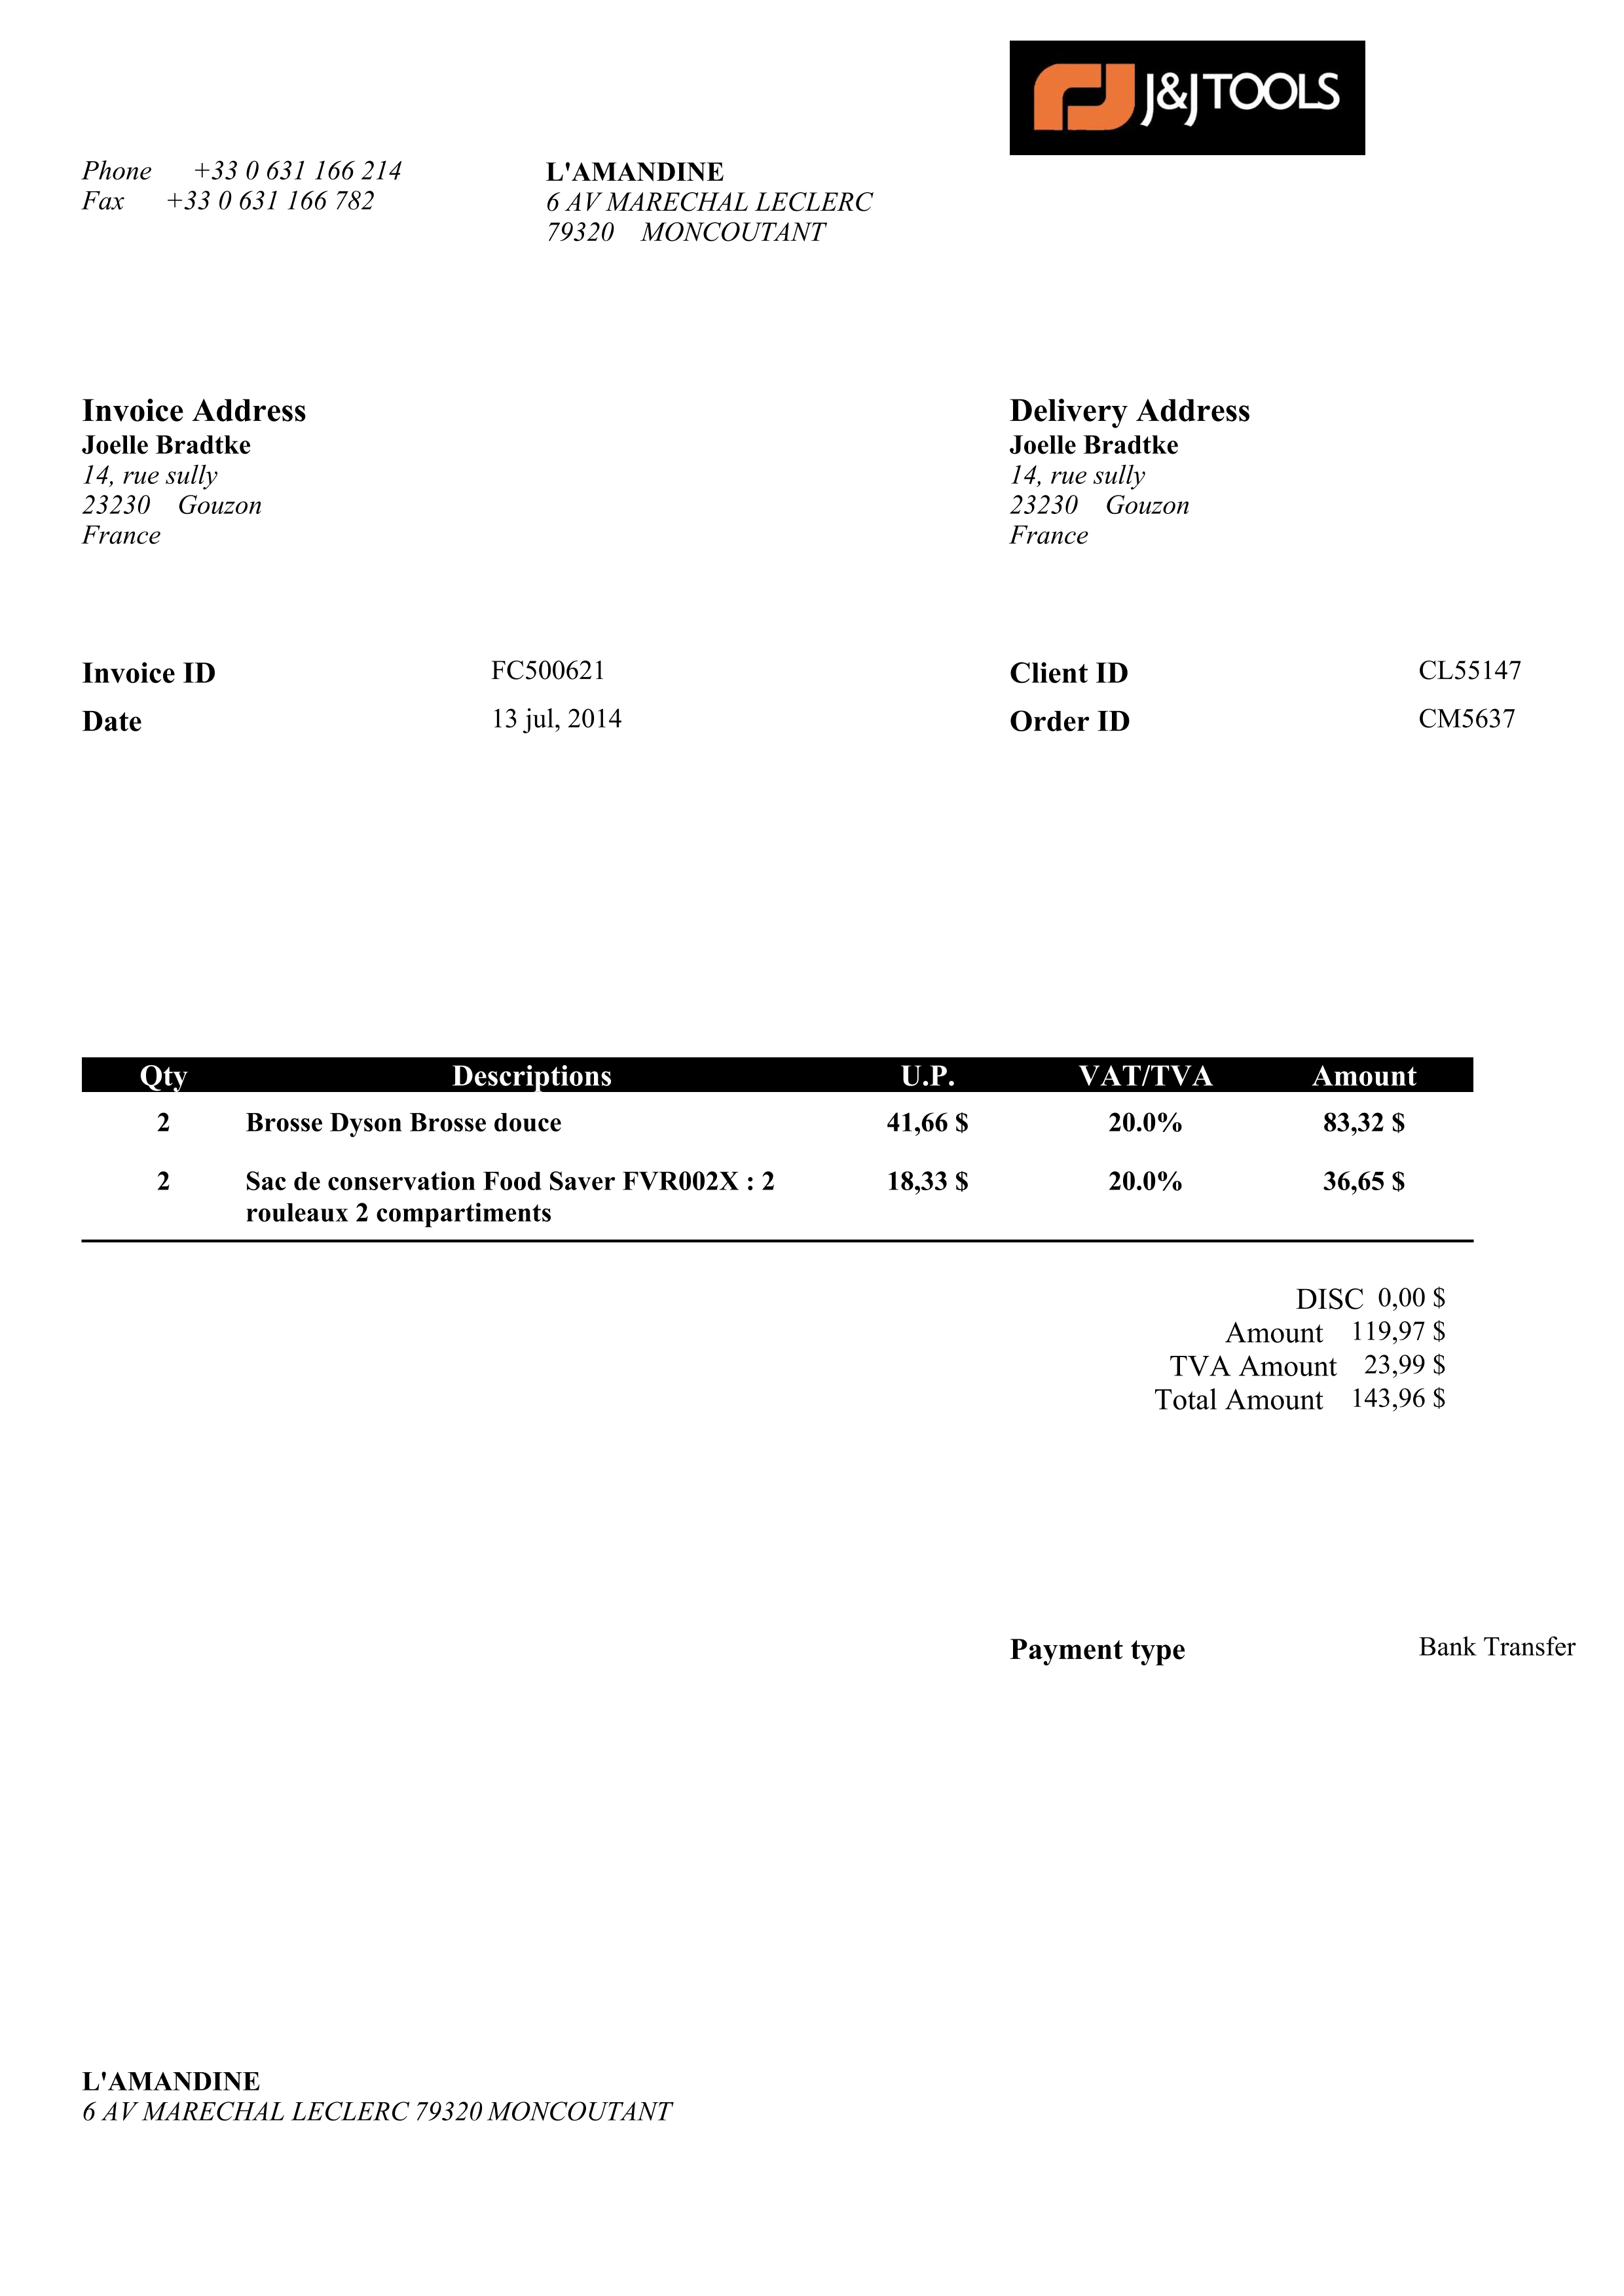 J&J TOOLS
Phone +33 0 631 166 214
Fax +33 0 631 166 782
L'AMANDINE
6 AV MARECHAL LECLERC
79320 MONCOUTANT
Invoice Address
Joelle Bradtke
14, rue sully
23230 Gouzon
France
Delivery Address
Joelle Bradtke
14, rue sully
23230 Gouzon
France
Invoice ID FC500621
Date 13 jul, 2014
Client ID CL55147
Order ID CM5637
Qty Descriptions U.P. VAT/TVA Amount
2 Brosse Dyson Brosse douce 41,66 $ 20.0% 83,32 $
2 Sac de conservation Food Saver FVR002X : 2 18,33 $ 20.0% 36,65 $
rouleaux 2 compartiments
DISC 0,00 $
Amount 119,97 $
TVA Amount 23,99 $
Total Amount 143,96 $
Payment type Bank Transfer
L'AMANDINE
6 AV MARECHAL LECLERC 79320 MONCOUTANT